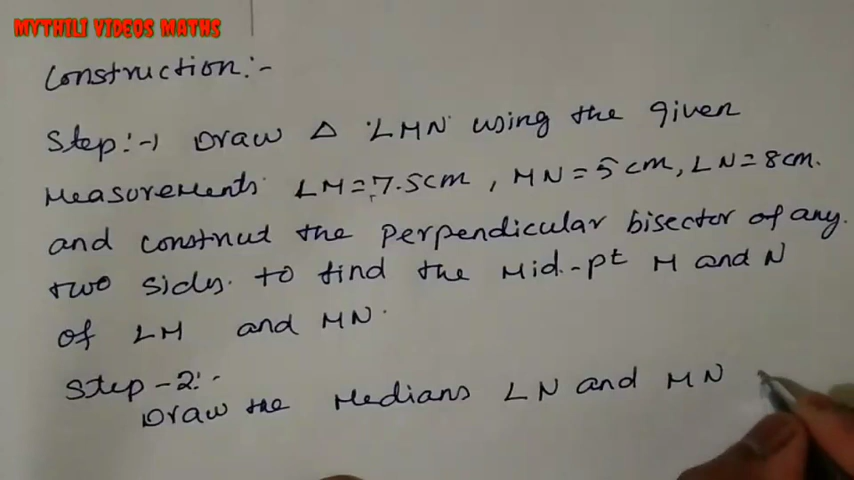 MYTHILI VIDEOS MATHS
Construction:-
Step:-1 Draw △ LMN using the given
Measurements LM=7.5cm, MN=5cm, LN=8cm.
and construct the perpendicular bisector of any
two sides. to find the Mid-pt M and N
of LM and MN.
Step-2:-
Draw the Medians LN and MN